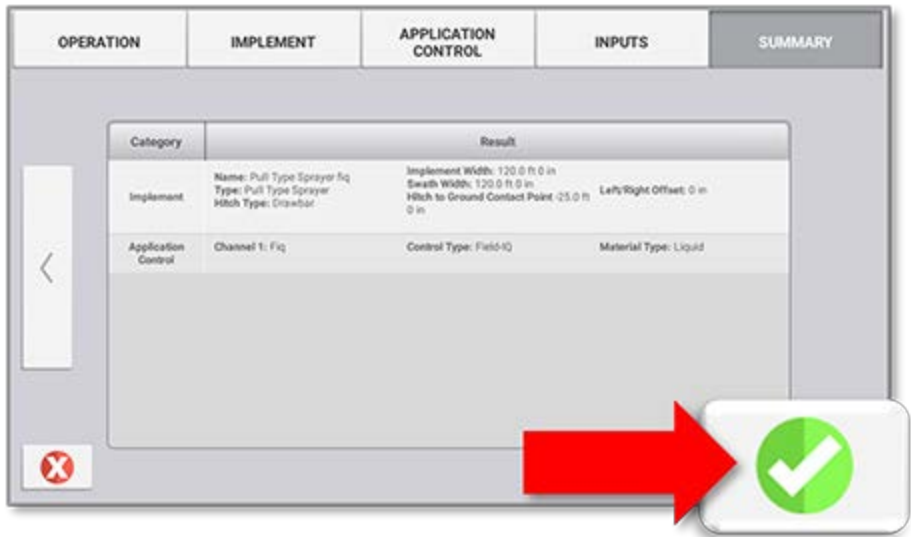 OPERATION
IMPLEMENT
APPLICATION
CONTROL
INPUTS
SUMMARY
Category
Result
Implement
Name: Pull Type Sprayer fiq
Type: Pull Type Sprayer
Hitch Type: Drawbar
Implement Width: 120.0 ft 0 in
Swath Width: 120.0 ft 0 in
Hitch to Ground Contact Point -25.0 ft
0 in
Left/Right Offset: 0 in
Application
Control
Channel 1: Fiq
Control Type: Field-IQ
Material Type: Liquid